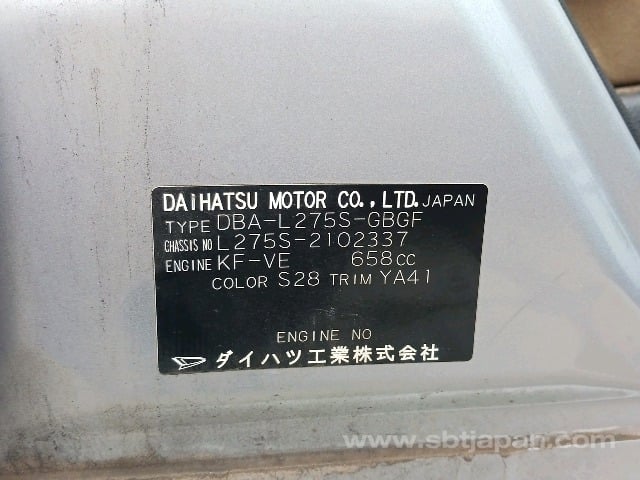 DAIHATSU MOTOR CO., LTD. JAPAN
TYPE DBA-L275S-GBGF
CHASSIS NO L275S-2102337
ENGINE KF-VE 658cc
COLOR S28 TRIM YA41
ENGINE NO
ダイハツ工業株式会社
www.sbtjapan.com